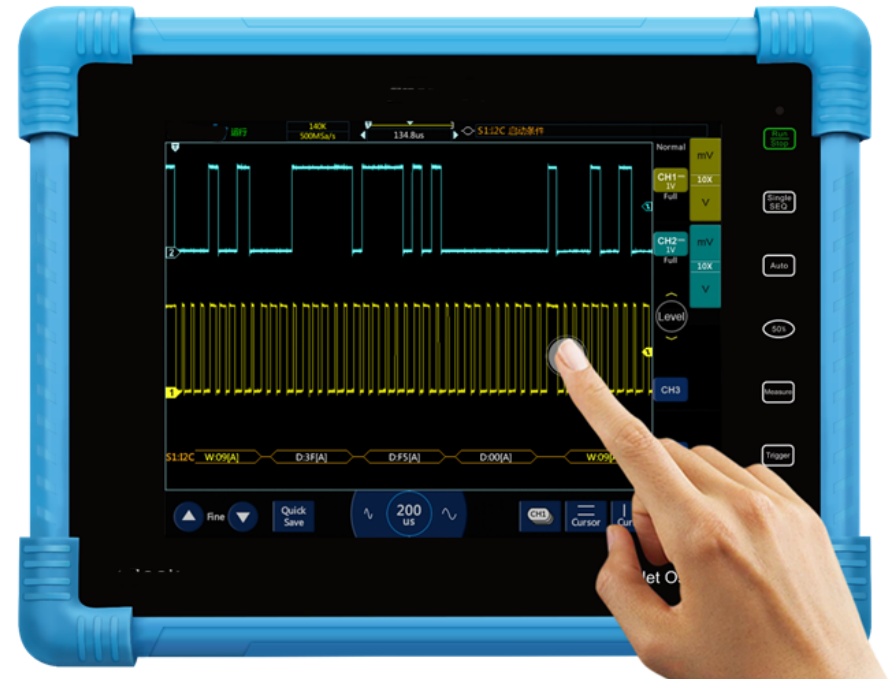 运行
140K
500MSa/s
134.8us
S1:I2C 启动条件
Run
Stop
Normal
mV
CH1
10X
1V
Full
V
Single
SEQ
2
CH2
mV
1V
Full
10X
V
Auto
Level
50%
1
CH3
Measure
S1:I2C W:09[A] D:3F[A] D:F5[A] D:00[A]
Trigger
Fine
Quick
Save
200
us
CH1
Cursor